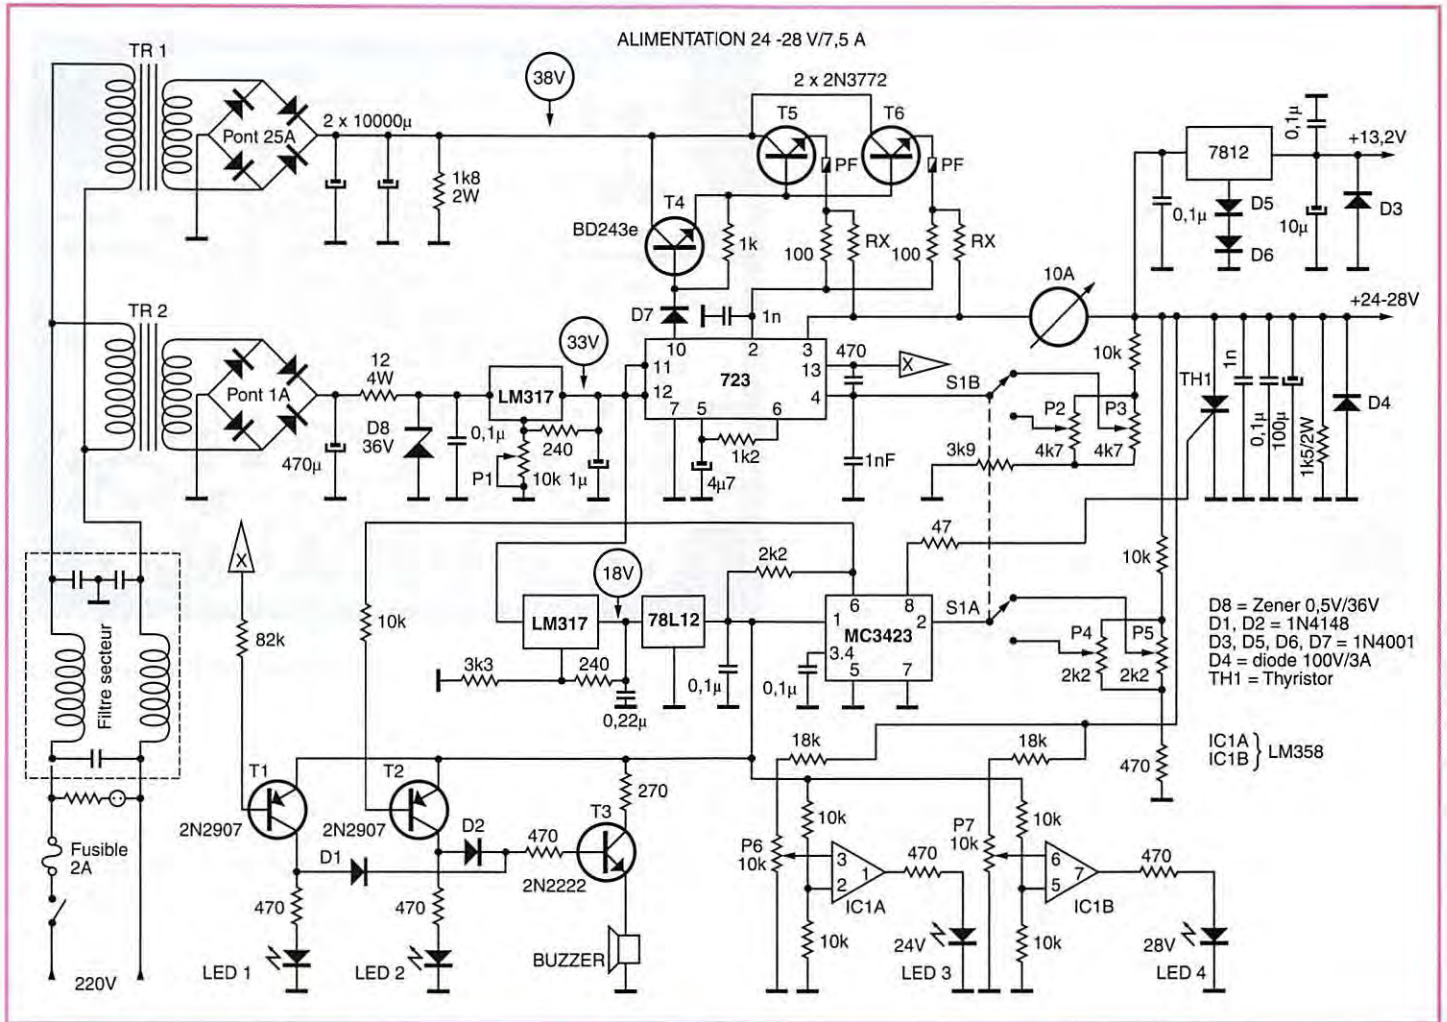 ALIMENTATION 24 -28 V/7,5 A
TR 1
38V
2 x 2N3772
T5
T6
0,1µ
+13,2V
Pont 25A
2 x 10000µ
PF
PF
7812
1k8
2W
T4
BD243e
1k
100
RX
100
RX
0,1µ
D5
D6
10µ
D3
10A
TR 2
D7
1n
+24-28V
33V
10
2
3
470
X
10k
12
4W
11
12
723
13
4
S1B
TH1
1n
Pont 1A
LM317
7
5
6
P2
P3
D4
D8
36V
0,1µ
240
1k2
3k9
4k7
4k7
0,1µ
100µ
1k5/2W
470µ
P1
10k
1µ
4µ7
1nF
47
X
18V
2k2
10k
82k
10k
LM317
78L12
1
6
8
2
MC3423
3.4
5
7
S1A
P4
P5
2k2
2k2
D8 = Zener 0,5V/36V
D1, D2 = 1N4148
D3, D5, D6, D7 = 1N4001
D4 = diode 100V/3A
TH1 = Thyristor
Filtre secteur
3k3
240
0,1µ
0,1µ
0,22µ
18k
18k
470
IC1A
IC1B
LM358
T1
T2
270
2N2907
2N2907
T3
10k
10k
Fusible
2A
D1
D2
470
2N2222
P6
10k
3
2
1
IC1A
470
P7
10k
6
5
7
IC1B
470
470
470
10k
10k
LED 1
LED 2
BUZZER
24V
LED 3
28V
LED 4
220V